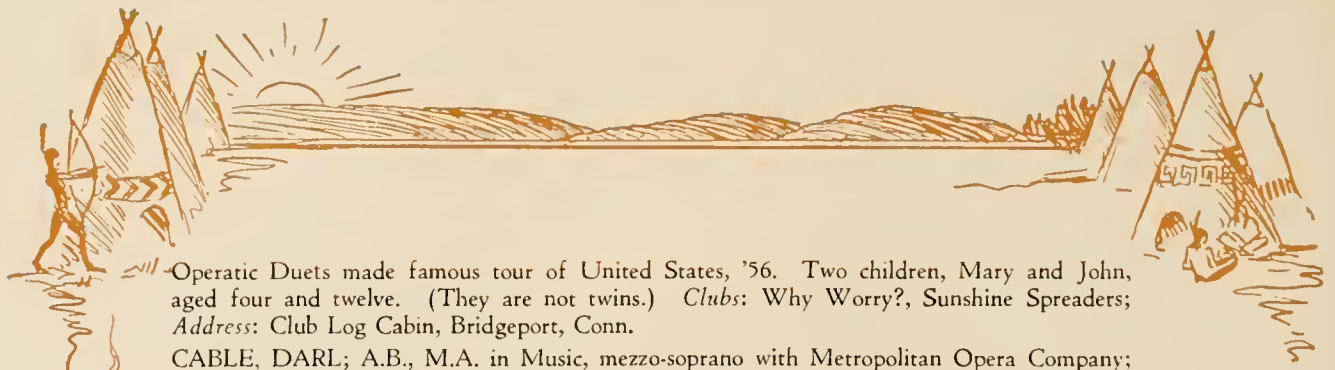 Operatic Duets made famous tour of United States, '56. Two children, Mary and John,
aged four and twelve. (They are not twins.) Clubs: Why Worry?, Sunshine Spreaders;
Address: Club Log Cabin, Bridgeport, Conn.
CABLE, DARL; A.B., M.A. in Music, mezzo-soprano with Metropolitan Opera Company;